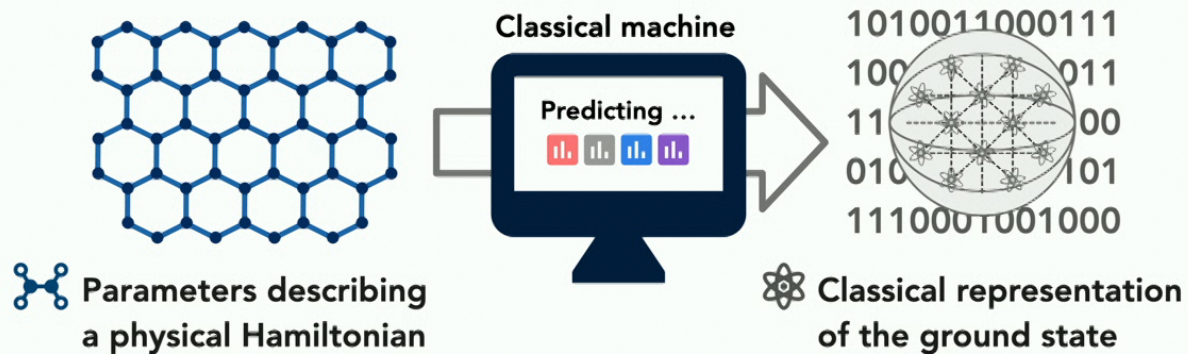 Classical machine
Predicting ...
1010011000111
100 011
11 00
010 101
1110001001000
Parameters describing
a physical Hamiltonian
Classical representation
of the ground state